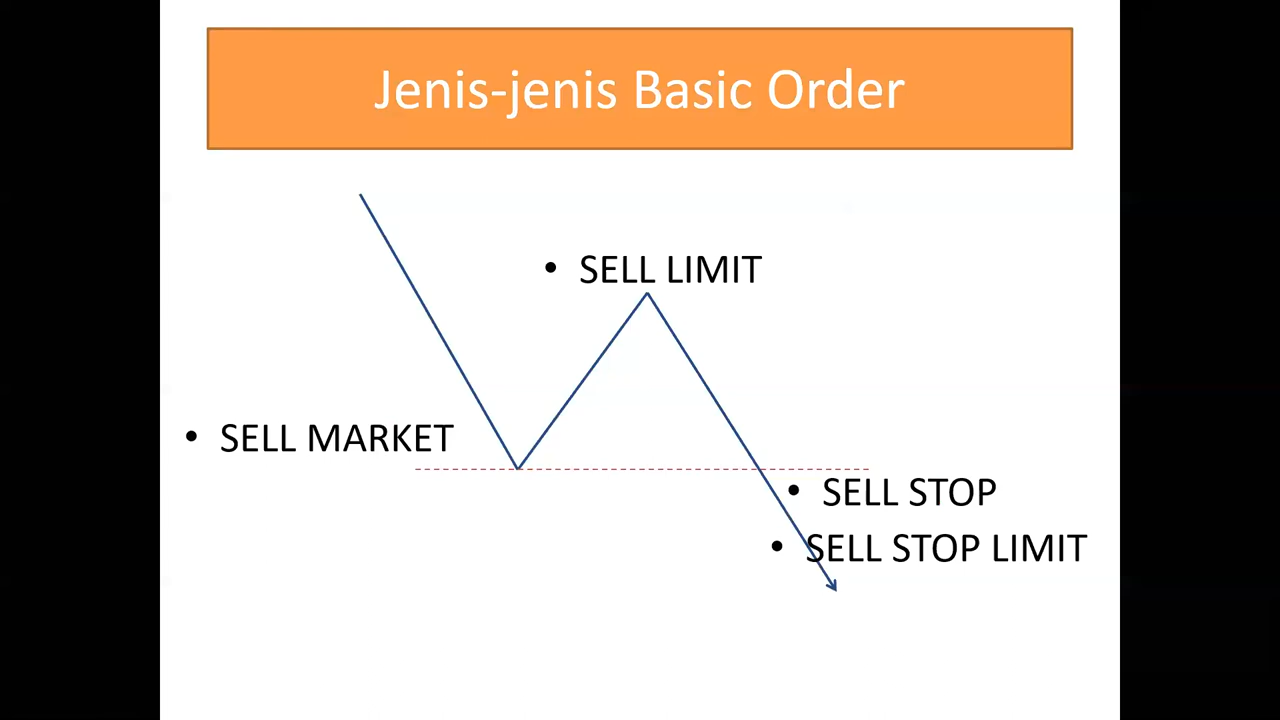 Jenis-jenis Basic Order
• SELL LIMIT
• SELL MARKET
• SELL STOP
• SELL STOP LIMIT